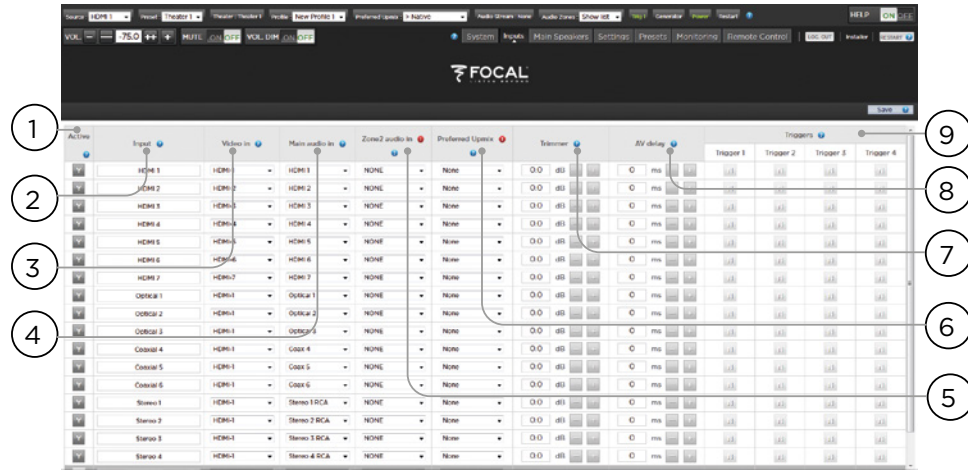 Source HDMI 1 Preset Theater 1 Theater / Theater 1 Profile New Profile 1 Preferred Upmix > Native Audio Stream : None Audio Zones Show left Generator Power Restart HELP ON OFF
VOL. -75.0 MUTE ON OFF VOL. DIM ON OFF System Inputs Main Speakers Settings Presets Monitoring Remote Control LOG OUT Installer
FOCAL
LISTEN BEYOND
Save
Active Input Video in Main audio in Zone2 audio in Preferred Upmix Trimmer AV delay Triggers
Trigger 1 Trigger 2 Trigger 3 Trigger 4
Y HDMI 1 HDMI-1 HDMI 1 NONE None 0.0 dB 0 ms
Y HDMI 2 HDMI-2 HDMI 2 NONE None 0.0 dB 0 ms
Y HDMI 3 HDMI-3 HDMI 3 NONE None 0.0 dB 0 ms
Y HDMI 4 HDMI-4 HDMI 4 NONE None 0.0 dB 0 ms
Y HDMI 5 HDMI-5 HDMI 5 NONE None 0.0 dB 0 ms
Y HDMI 6 HDMI-6 HDMI 6 NONE None 0.0 dB 0 ms
Y HDMI 7 HDMI-7 HDMI 7 NONE None 0.0 dB 0 ms
Y Optical 1 HDMI-1 Optical 1 NONE None 0.0 dB 0 ms
Y Optical 2 HDMI-1 Optical 2 NONE None 0.0 dB 0 ms
Y Optical 3 HDMI-1 Optical 3 NONE None 0.0 dB 0 ms
Y Coaxial 4 HDMI-1 Coax 4 NONE None 0.0 dB 0 ms
Y Coaxial 5 HDMI-1 Coax 5 NONE None 0.0 dB 0 ms
Y Coaxial 6 HDMI-1 Coax 6 NONE None 0.0 dB 0 ms
Y Stereo 1 HDMI-1 Stereo 1 RCA NONE None 0.0 dB 0 ms
Y Stereo 2 HDMI-1 Stereo 2 RCA NONE None 0.0 dB 0 ms
Y Stereo 3 HDMI-1 Stereo 3 RCA NONE None 0.0 dB 0 ms
Y Stereo 4 HDMI-1 Stereo 4 RCA NONE None 0.0 dB 0 ms
1
2
3
4
9
8
7
6
5